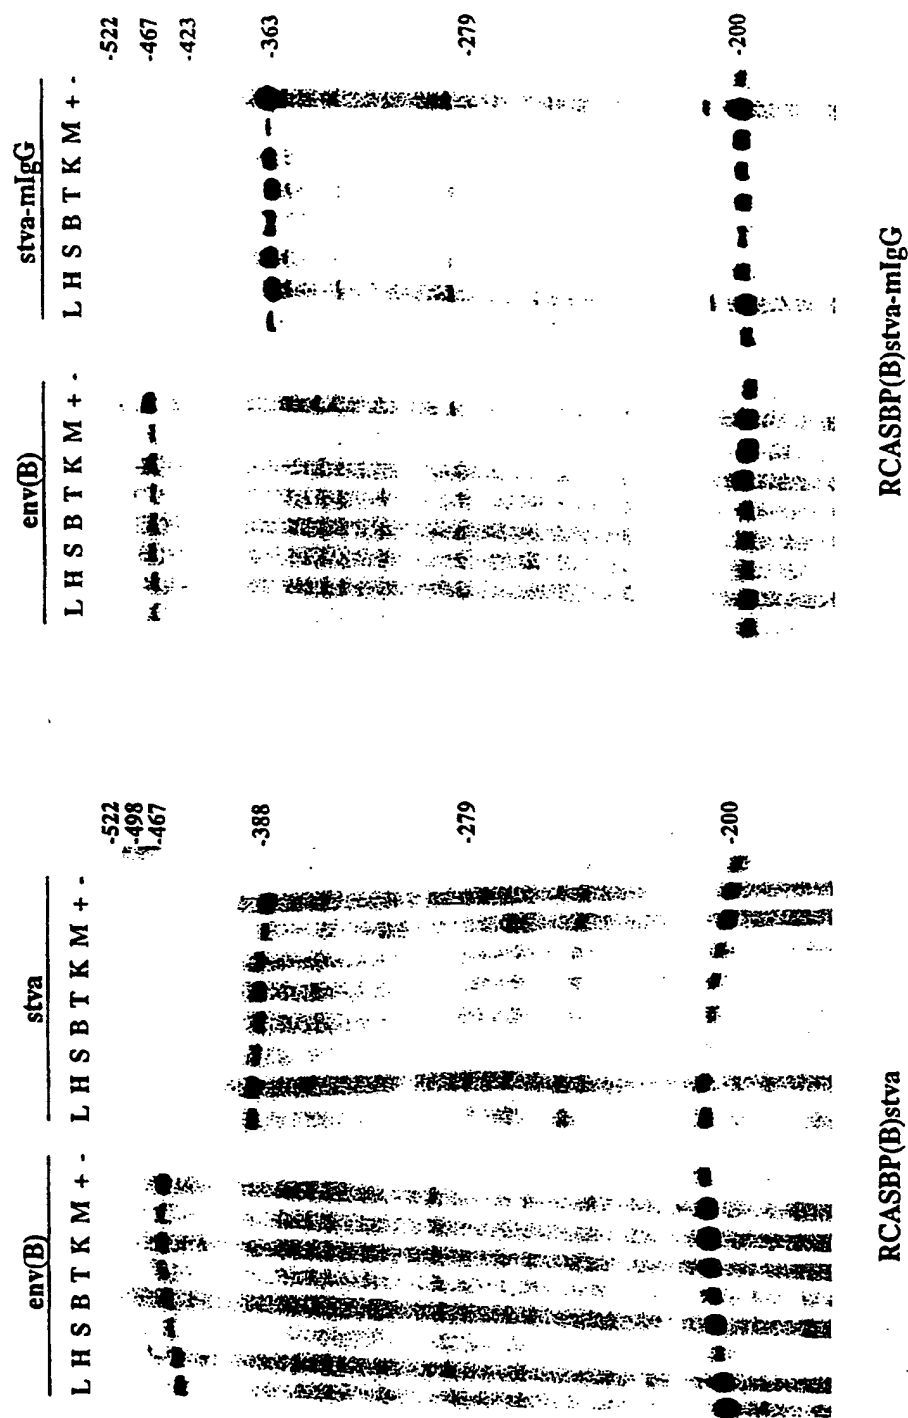 env(B)
stva
L H S B T K M + -
L H S B T K M + -
-522
-498
-467
-388
-279
-200
RCASBP(B)stva
env(B)
stva-mIgG
L H S B T K M + -
L H S B T K M + -
-522
-467
-423
-363
-279
-200
RCASBP(B)stva-mIgG